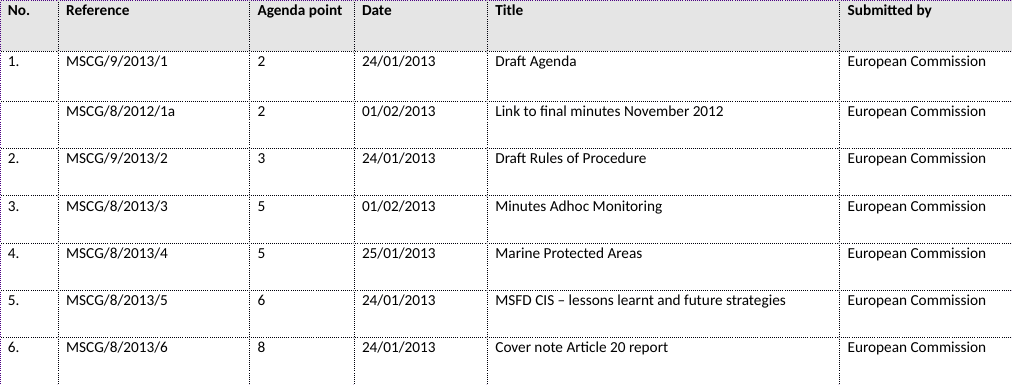 No. Reference Agenda point Date Title Submitted by
1. MSCG/9/2013/1 2 24/01/2013 Draft Agenda European Commission
MSCG/8/2012/1a 2 01/02/2013 Link to final minutes November 2012 European Commission
2. MSCG/9/2013/2 3 24/01/2013 Draft Rules of Procedure European Commission
3. MSCG/8/2013/3 5 01/02/2013 Minutes Adhoc Monitoring European Commission
4. MSCG/8/2013/4 5 25/01/2013 Marine Protected Areas European Commission
5. MSCG/8/2013/5 6 24/01/2013 MSFD CIS – lessons learnt and future strategies European Commission
6. MSCG/8/2013/6 8 24/01/2013 Cover note Article 20 report European Commission